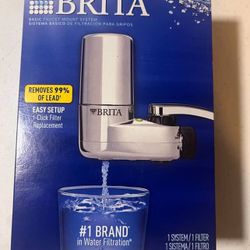 BRITA
BASIC FAUCET MOUNT SYSTEM
SISTEMA BÁSICO DE FILTRACIÓN PARA GRIFOS
REMOVES 99%
OF LEAD†
EASY SETUP
1-Click Filter
Replacement
BRITA
#1 BRAND*
in Water Filtration*
1 SYSTEM / 1 FILTER
1 SISTEMA / 1 FILTRO